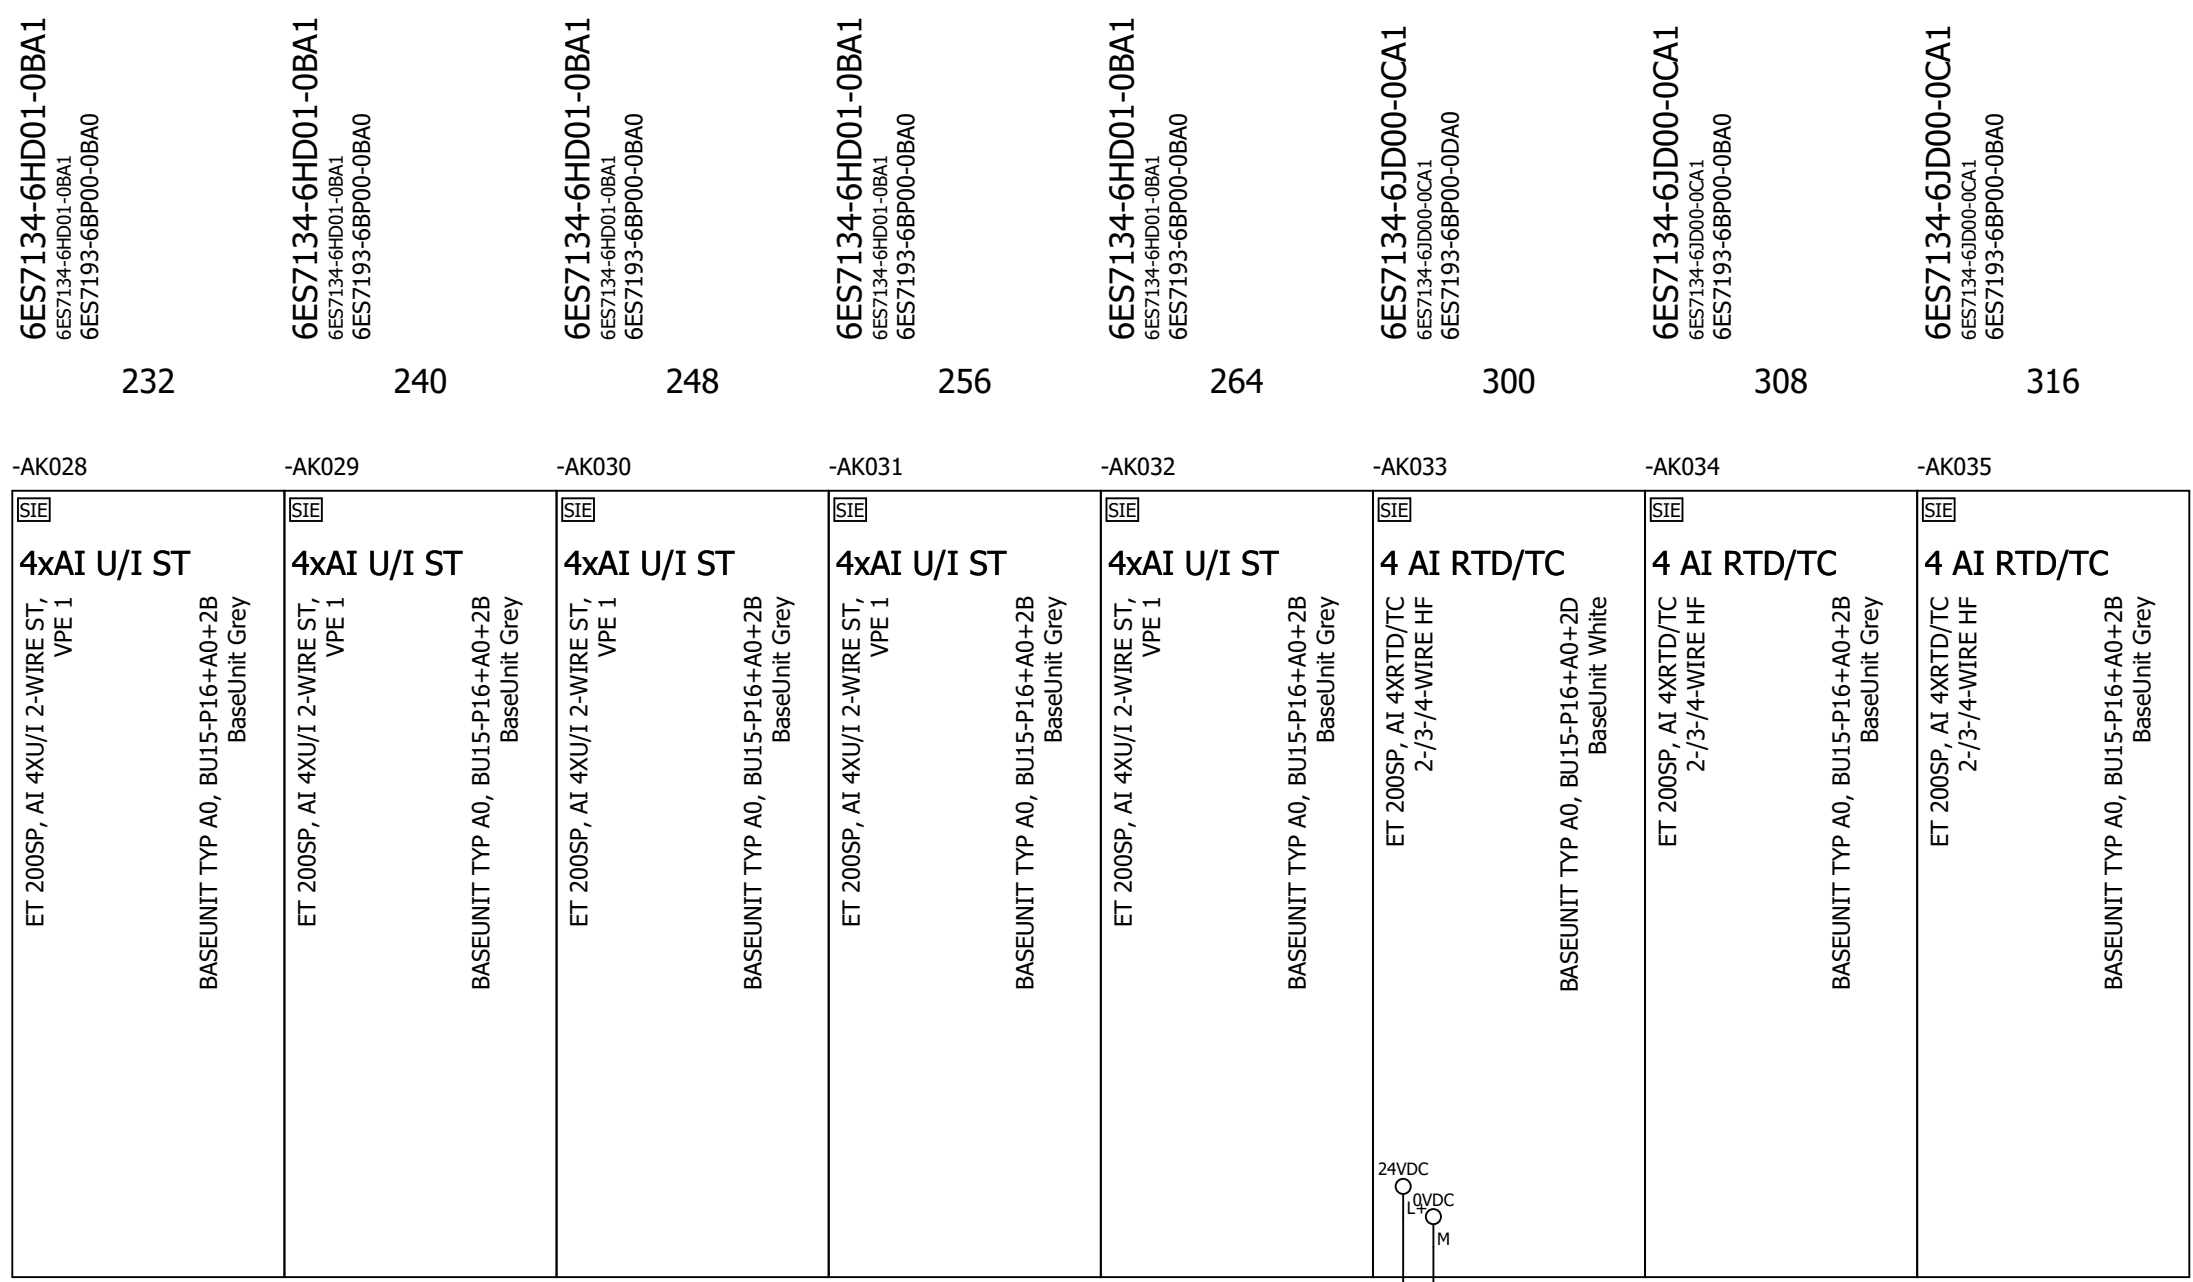 6ES7134-6HD01-0BA1
6ES7134-6HD01-0BA1
6ES7193-6BP00-0BA0
6ES7134-6HD01-0BA1
6ES7134-6HD01-0BA1
6ES7193-6BP00-0BA0
6ES7134-6HD01-0BA1
6ES7134-6HD01-0BA1
6ES7193-6BP00-0BA0
6ES7134-6HD01-0BA1
6ES7134-6HD01-0BA1
6ES7193-6BP00-0BA0
6ES7134-6HD01-0BA1
6ES7134-6HD01-0BA1
6ES7193-6BP00-0BA0
6ES7134-6JD00-0CA1
6ES7134-6JD00-0CA1
6ES7193-6BP00-0DA0
6ES7134-6JD00-0CA1
6ES7134-6JD00-0CA1
6ES7193-6BP00-0BA0
6ES7134-6JD00-0CA1
6ES7134-6JD00-0CA1
6ES7193-6BP00-0BA0
232 240 248 256 264 300 308 316
-AK028 -AK029 -AK030 -AK031 -AK032 -AK033 -AK034 -AK035
SIE SIE SIE SIE SIE SIE SIE SIE
4xAI U/I ST 4xAI U/I ST 4xAI U/I ST 4xAI U/I ST 4xAI U/I ST 4 AI RTD/TC 4 AI RTD/TC 4 AI RTD/TC
ET 200SP, AI 4XU/I 2-WIRE ST,
VPE 1
BASEUNIT TYP A0, BU15-P16+A0+2B
BaseUnit Grey
ET 200SP, AI 4XU/I 2-WIRE ST,
VPE 1
BASEUNIT TYP A0, BU15-P16+A0+2B
BaseUnit Grey
ET 200SP, AI 4XU/I 2-WIRE ST,
VPE 1
BASEUNIT TYP A0, BU15-P16+A0+2B
BaseUnit Grey
ET 200SP, AI 4XU/I 2-WIRE ST,
VPE 1
BASEUNIT TYP A0, BU15-P16+A0+2B
BaseUnit Grey
ET 200SP, AI 4XU/I 2-WIRE ST,
VPE 1
BASEUNIT TYP A0, BU15-P16+A0+2B
BaseUnit Grey
ET 200SP, AI 4XRTD/TC
2-/3-/4-WIRE HF
BASEUNIT TYP A0, BU15-P16+A0+2D
BaseUnit White
ET 200SP, AI 4XRTD/TC
2-/3-/4-WIRE HF
BASEUNIT TYP A0, BU15-P16+A0+2B
BaseUnit Grey
ET 200SP, AI 4XRTD/TC
2-/3-/4-WIRE HF
BASEUNIT TYP A0, BU15-P16+A0+2B
BaseUnit Grey
24VDC
0VDC
L+
M